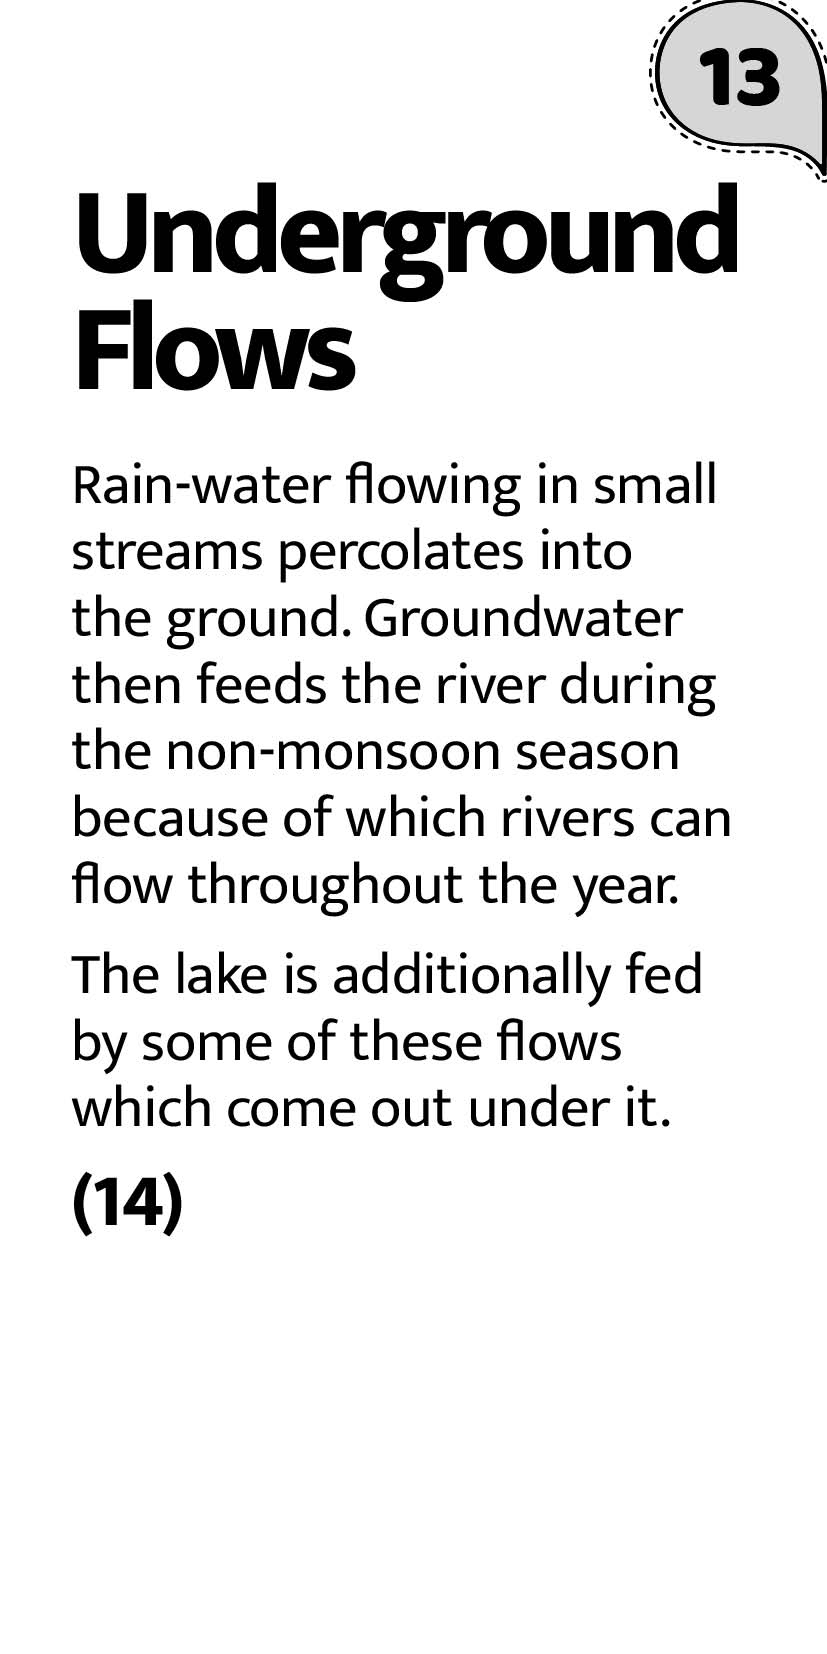 13
Underground
Flows
Rain-water flowing in small
streams percolates into
the ground. Groundwater
then feeds the river during
the non-monsoon season
because of which rivers can
flow throughout the year.
The lake is additionally fed
by some of these flows
which come out under it.
(14)